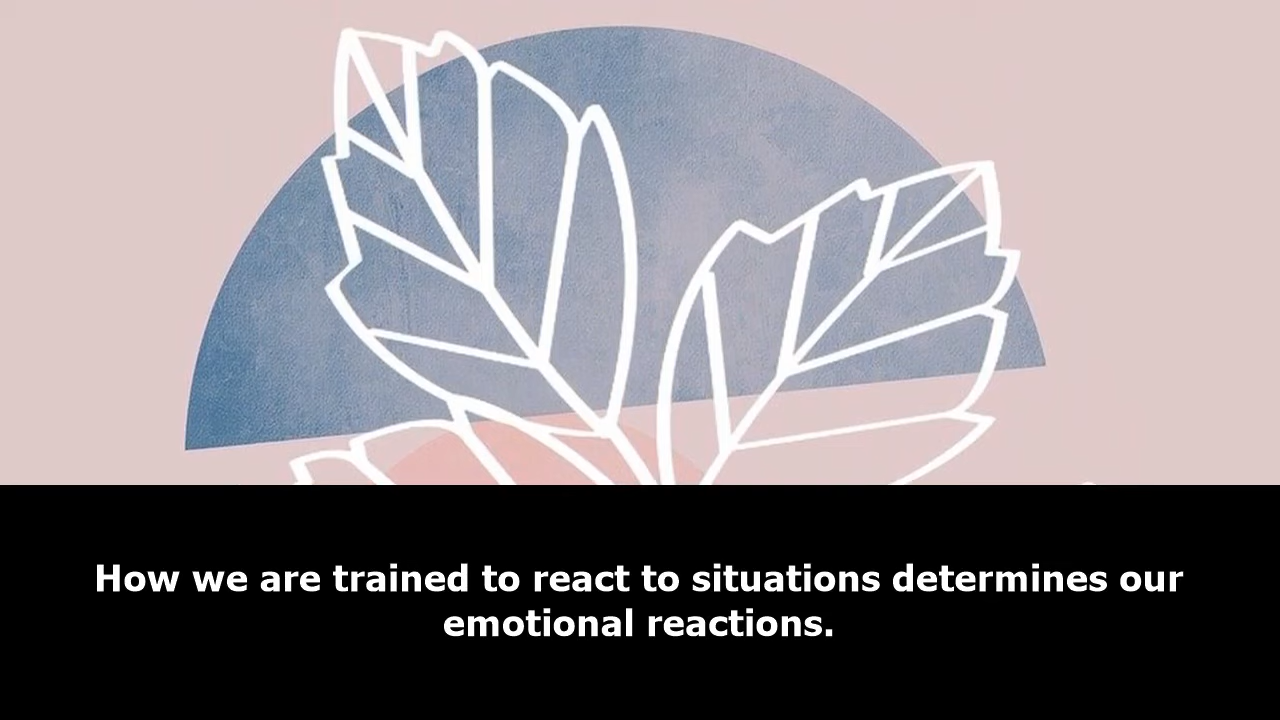 How we are trained to react to situations determines our
emotional reactions.